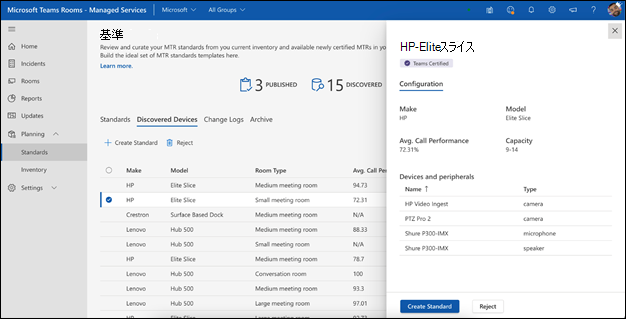 Microsoft Teams Rooms - Managed Services
Microsoft
All Groups
Home
Incidents
Rooms
Reports
Updates
Planning
Standards
Inventory
Settings
基準
Review and curate your MTR standards from you current inventory and available newly certified MTRs in yo
Build the ideal set of MTR standards templates here.
Learn more.
3 PUBLISHED
15 DISCOVERED
Standards Discovered Devices Change Logs Archive
Create Standard Reject
Make Model Room Type Avg. Call Perf
HP Elite Slice Medium meeting room 94.73
HP Elite Slice Small meeting room 72.31
Crestron Surface Based Dock Medium meeting room N/A
Lenovo Hub 500 Medium meeting room 88.33
Lenovo Hub 500 Small meeting room N/A
HP Elite Slice Medium meeting room 78.7
Lenovo Hub 500 Conversation room 100
Lenovo Hub 500 Medium meeting room 93.3
Lenovo Hub 500 Large meeting room 97.01
HP-Eliteスライス
Teams Certified
Configuration
Make Model
HP Elite Slice
Avg. Call Performance Capacity
72.31% 9-14
Devices and peripherals
Name ↑ Type
HP Video Ingest camera
PTZ Pro 2 camera
Shure P300-IMX microphone
Shure P300-IMX speaker
Create Standard Reject